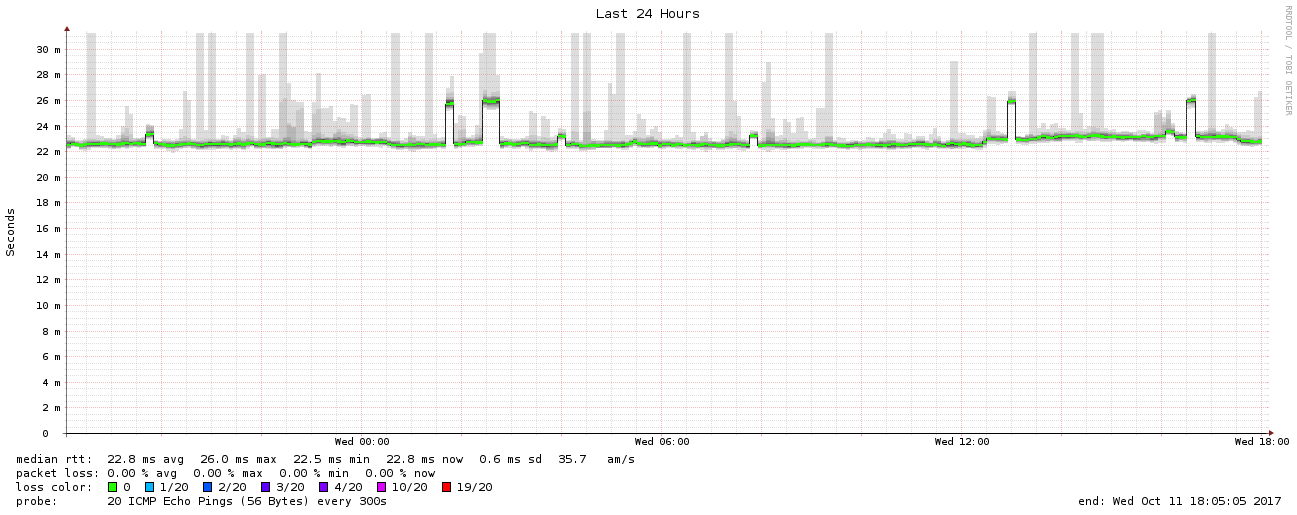 Last 24 Hours
RRDTOOL / TOBI OETIKER
Seconds
30 m
28 m
26 m
24 m
22 m
20 m
18 m
16 m
14 m
12 m
10 m
8 m
6 m
4 m
2 m
0
Wed 00:00 Wed 06:00 Wed 12:00 Wed 18:00
median rtt: 22.8 ms avg 26.0 ms max 22.5 ms min 22.8 ms now 0.6 ms sd 35.7 am/s
packet loss: 0.00 % avg 0.00 % max 0.00 % min 0.00 % now
loss color: 0 1/20 2/20 3/20 4/20 10/20 19/20
probe: 20 ICMP Echo Pings (56 Bytes) every 300s end: Wed Oct 11 18:05:05 2017